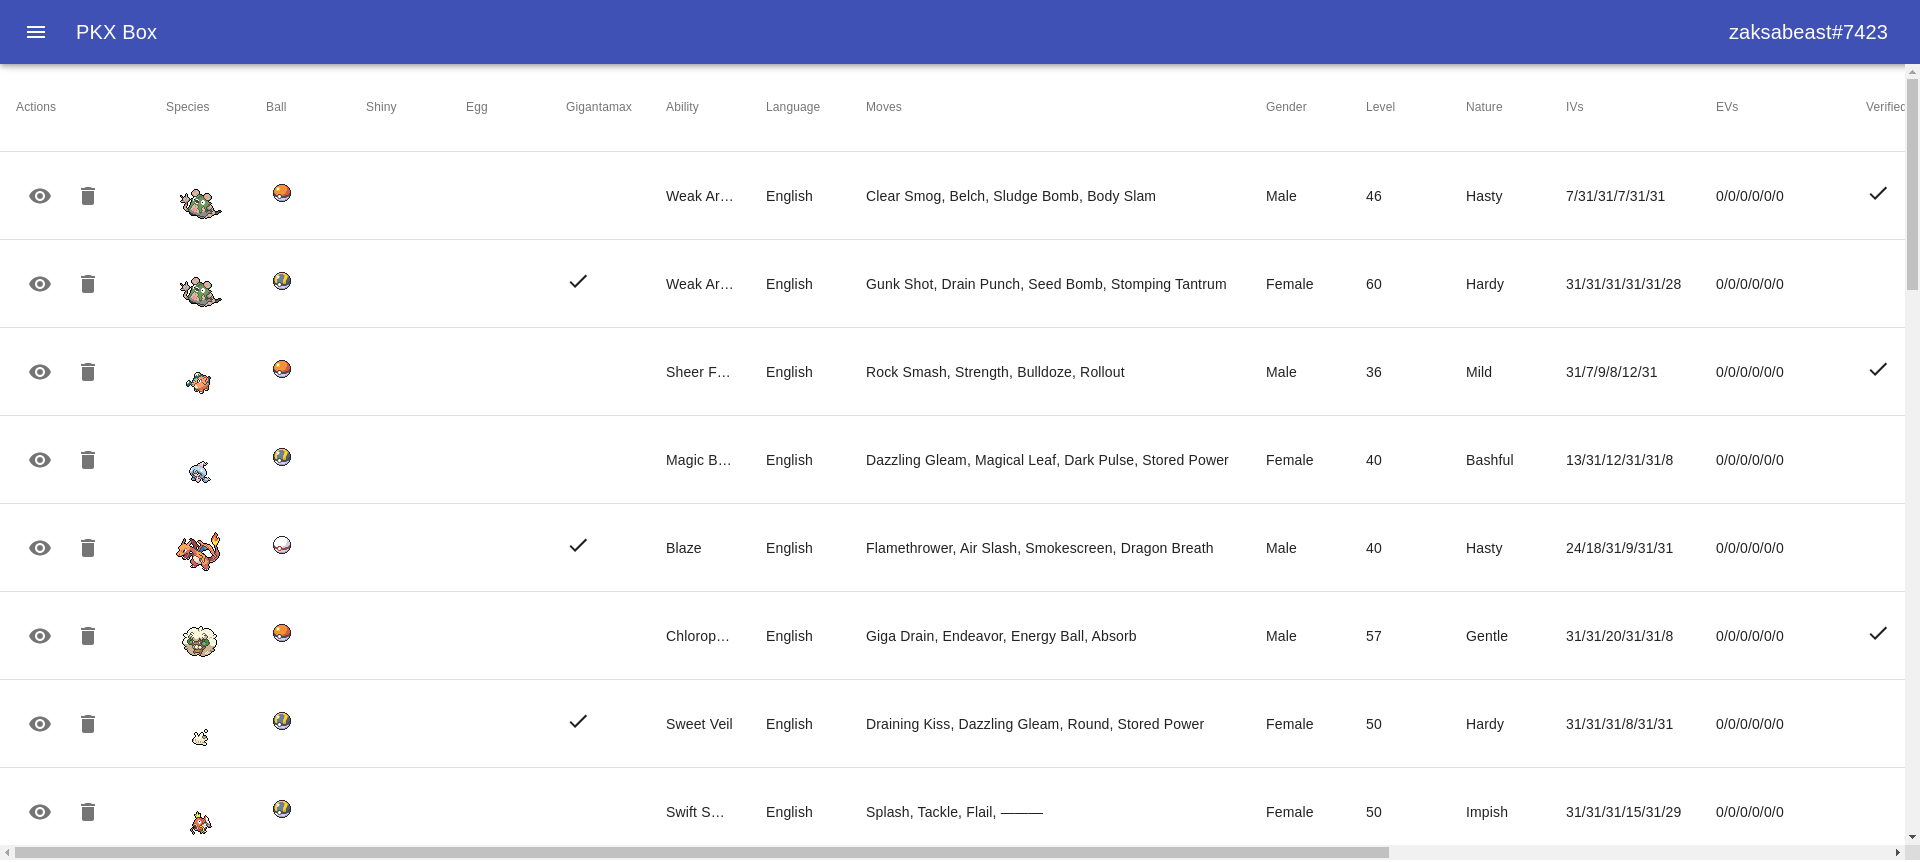 PKX Box zaksabeast#7423
Actions Species Ball Shiny Egg Gigantamax Ability Language Moves Gender Level Nature IVs EVs Verified
Weak Ar… English Clear Smog, Belch, Sludge Bomb, Body Slam Male 46 Hasty 7/31/31/7/31/31 0/0/0/0/0/0
Weak Ar… English Gunk Shot, Drain Punch, Seed Bomb, Stomping Tantrum Female 60 Hardy 31/31/31/31/31/28 0/0/0/0/0/0
Sheer F… English Rock Smash, Strength, Bulldoze, Rollout Male 36 Mild 31/7/9/8/12/31 0/0/0/0/0/0
Magic B… English Dazzling Gleam, Magical Leaf, Dark Pulse, Stored Power Female 40 Bashful 13/31/12/31/31/8 0/0/0/0/0/0
Blaze English Flamethrower, Air Slash, Smokescreen, Dragon Breath Male 40 Hasty 24/18/31/9/31/31 0/0/0/0/0/0
Chlorop… English Giga Drain, Endeavor, Energy Ball, Absorb Male 57 Gentle 31/31/20/31/31/8 0/0/0/0/0/0
Sweet Veil English Draining Kiss, Dazzling Gleam, Round, Stored Power Female 50 Hardy 31/31/31/8/31/31 0/0/0/0/0/0
Swift S… English Splash, Tackle, Flail, ——— Female 50 Impish 31/31/31/15/31/29 0/0/0/0/0/0